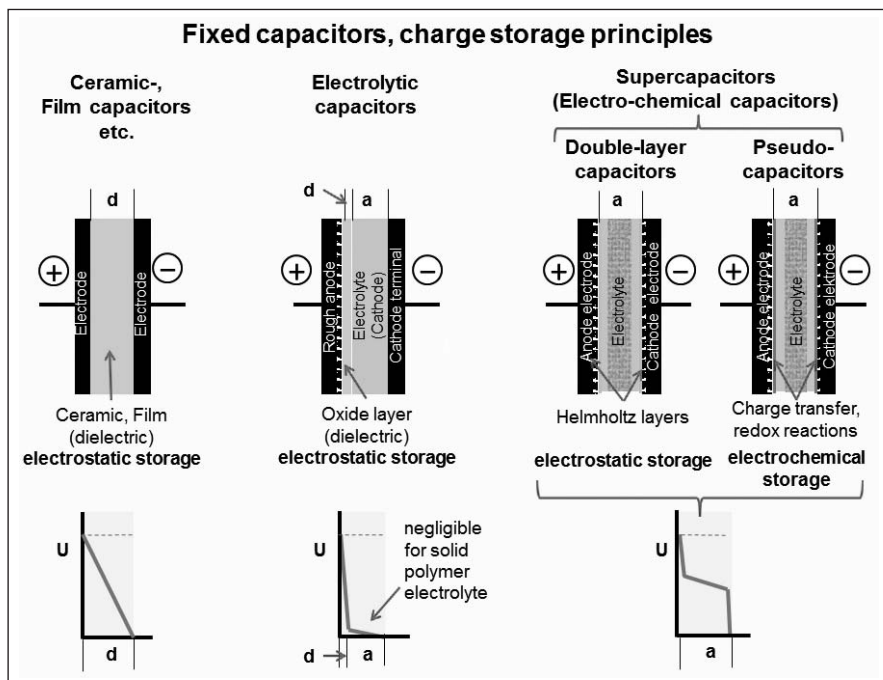 Fixed capacitors, charge storage principles
Ceramic-,
Film capacitors
etc.
d
+
−
Electrode
Electrode
Ceramic, Film
(dielectric)
electrostatic storage
U
d
Electrolytic
capacitors
d
a
+
−
Rough anode
Electrolyte
(Cathode)
Cathode terminal
Oxide layer
(dielectric)
electrostatic storage
U
negligible
for solid
polymer
electrolyte
d
a
Supercapacitors
(Electro-chemical capacitors)
Double-layer
capacitors
a
+
−
Anode electrode
Electrolyte
Cathode electrode
Helmholtz layers
electrostatic storage
Pseudo-
capacitors
a
+
−
Anode electrode
Electrolyte
Cathode elektrode
Charge transfer,
redox reactions
electrochemical
storage
U
a